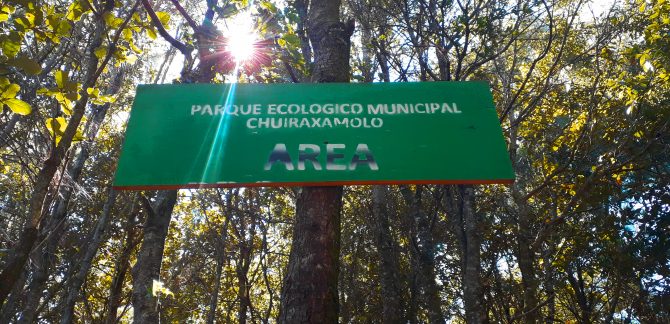 PARQUE ECOLOGICO MUNICIPAL
CHUIRAXAMOLO
AREA